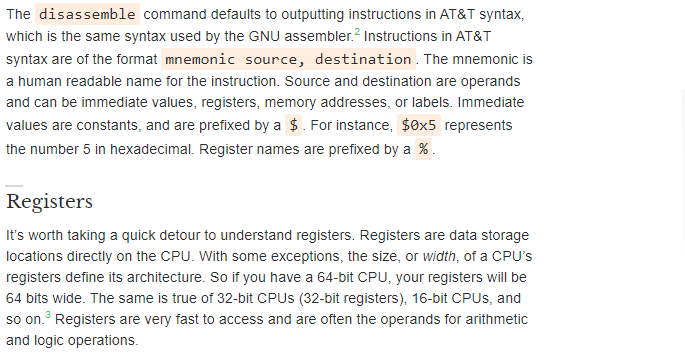 The disassemble command defaults to outputting instructions in AT&T syntax,
which is the same syntax used by the GNU assembler.2 Instructions in AT&T
syntax are of the format mnemonic source, destination. The mnemonic is
a human readable name for the instruction. Source and destination are operands
and can be immediate values, registers, memory addresses, or labels. Immediate
values are constants, and are prefixed by a $. For instance, $0x5 represents
the number 5 in hexadecimal. Register names are prefixed by a %.
Registers
It’s worth taking a quick detour to understand registers. Registers are data storage
locations directly on the CPU. With some exceptions, the size, or width, of a CPU’s
registers define its architecture. So if you have a 64-bit CPU, your registers will be
64 bits wide. The same is true of 32-bit CPUs (32-bit registers), 16-bit CPUs, and
so on.3 Registers are very fast to access and are often the operands for arithmetic
and logic operations.